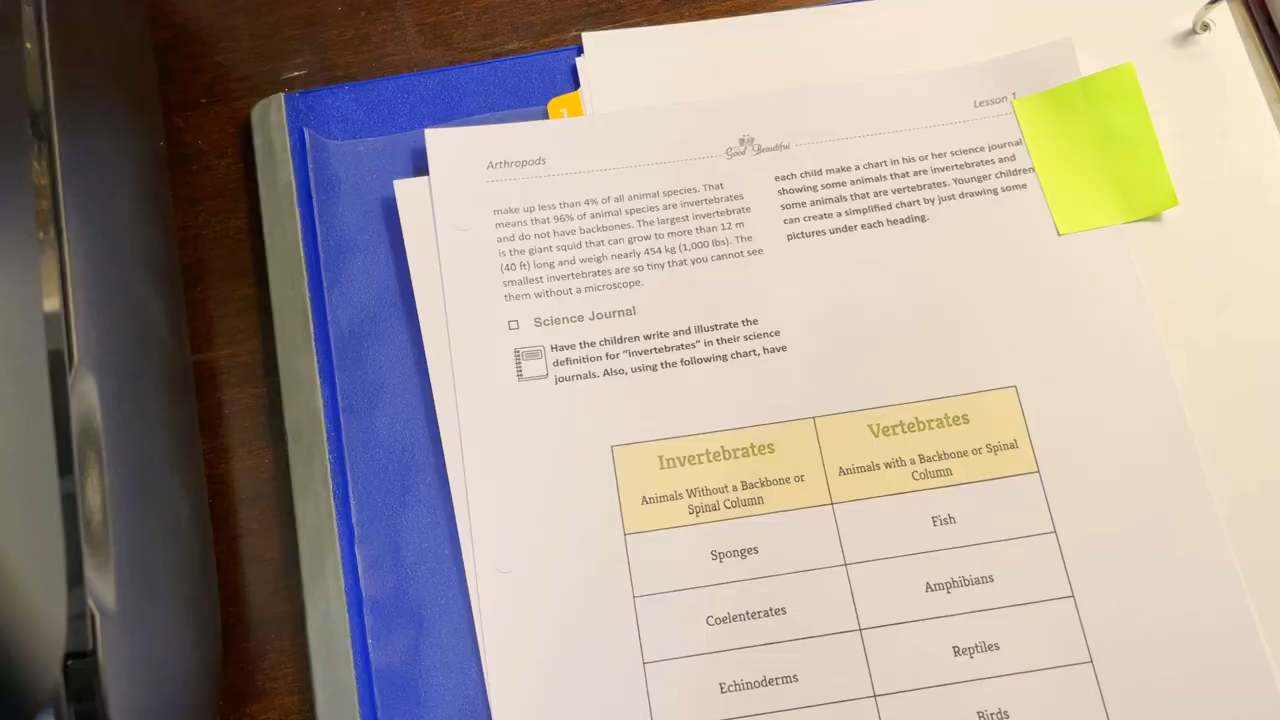 1
Lesson 1
Arthropods
Good & Beautiful
make up less than 4% of all animal species. That
means that 96% of animal species are invertebrates
and do not have backbones. The largest invertebrate
is the giant squid that can grow to more than 12 m
(40 ft) long and weigh nearly 454 kg (1,000 lbs). The
smallest invertebrates are so tiny that you cannot see
them without a microscope.
Science Journal
Have the children write and illustrate the
definition for "invertebrates" in their science
journals. Also, using the following chart, have
each child make a chart in his or her science journal
showing some animals that are invertebrates and
some animals that are vertebrates. Younger children
can create a simplified chart by just drawing some
pictures under each heading.
Invertebrates
Animals Without a Backbone or
Spinal Column
Vertebrates
Animals with a Backbone or Spinal
Column
Sponges
Fish
Coelenterates
Amphibians
Echinoderms
Reptiles
Birds